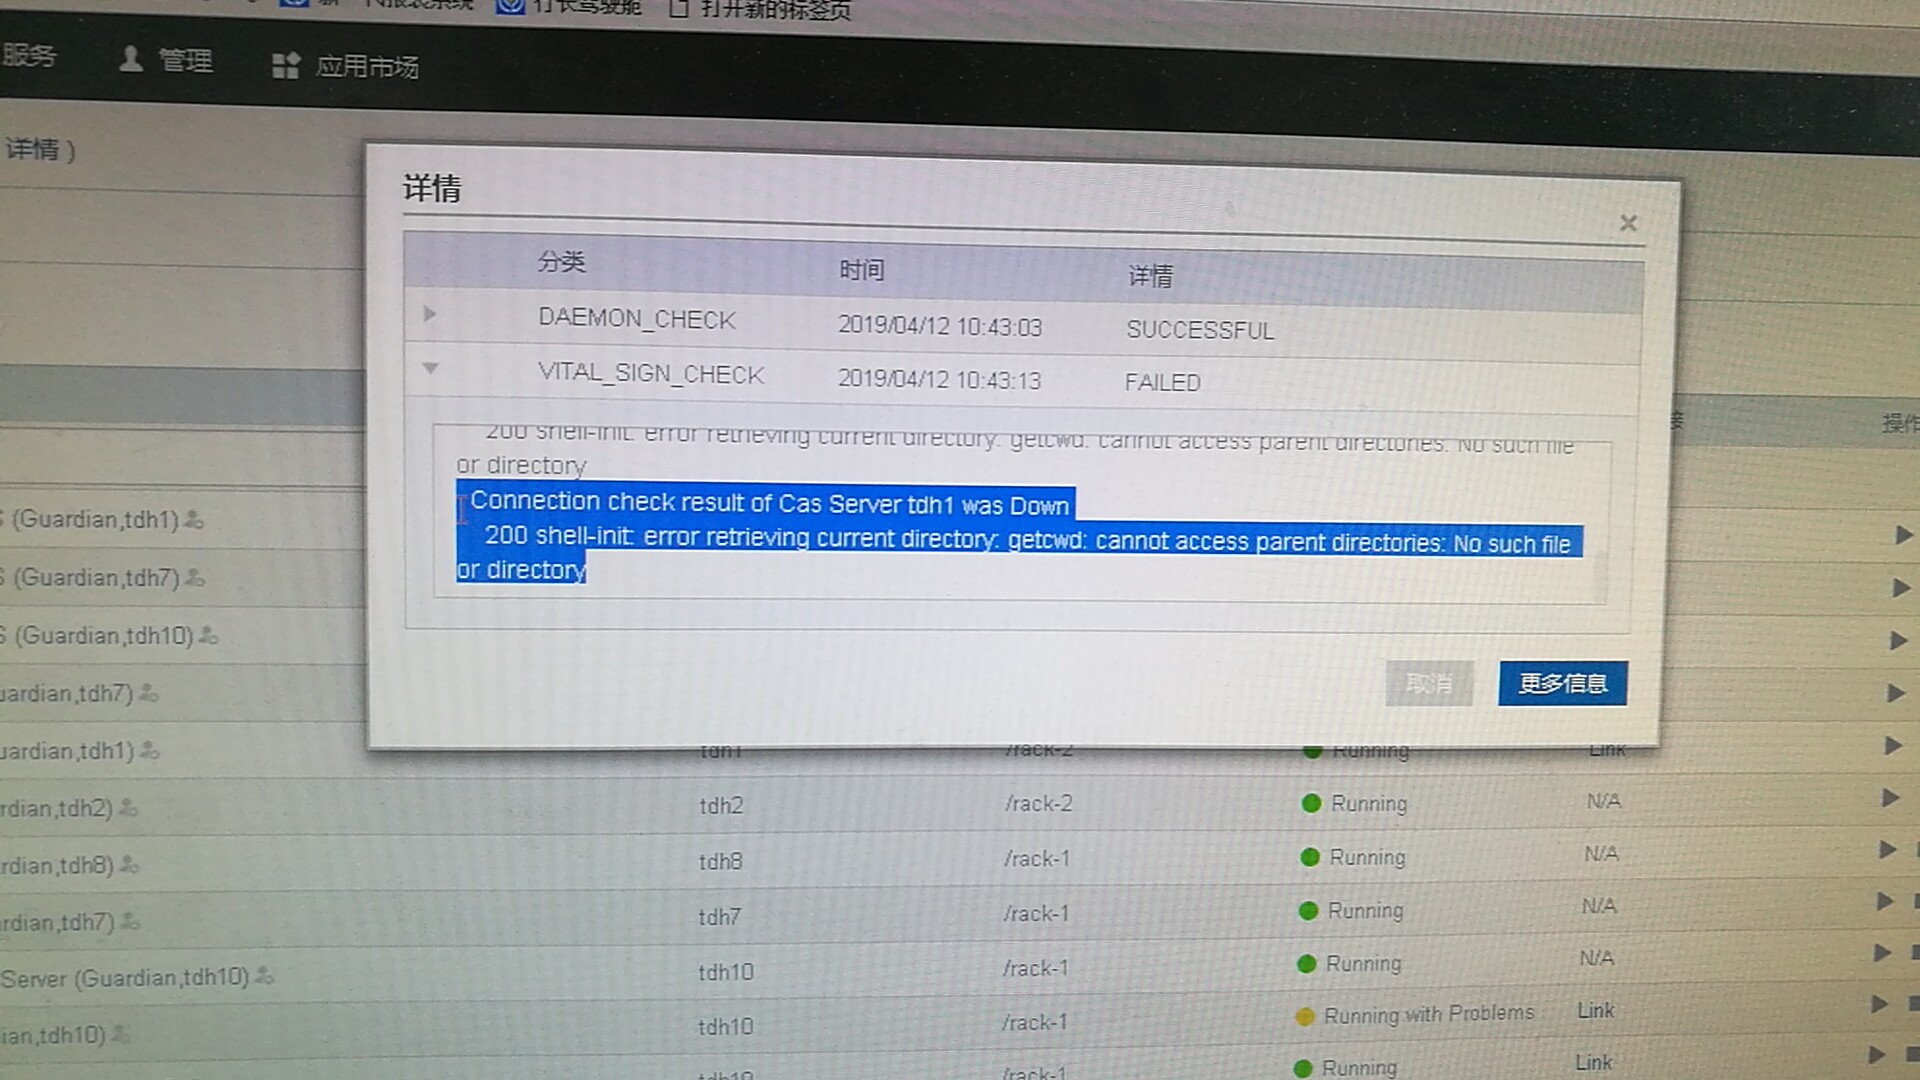 行长驾驶舱 打开新的标签页
服务 管理 应用市场
详情 )
详情
×
分类 时间 详情
DAEMON_CHECK 2019/04/12 10:43:03 SUCCESSFUL
VITAL_SIGN_CHECK 2019/04/12 10:43:13 FAILED
200 shell-init: error retrieving current directory: getcwd: cannot access parent directories: No such file
or directory
Connection check result of Cas Server tdh1 was Down
200 shell-init: error retrieving current directory: getcwd: cannot access parent directories: No such file
or directory
取消 更多信息
操作
(Guardian,tdh1)
(Guardian,tdh7)
(Guardian,tdh10)
uardian,tdh7)
uardian,tdh1) tdh1 /rack-2 Running Link
rdian,tdh2) tdh2 /rack-2 Running N/A
rdian,tdh8) tdh8 /rack-1 Running N/A
rdian,tdh7) tdh7 /rack-1 Running N/A
Server (Guardian,tdh10) tdh10 /rack-1 Running N/A
ian,tdh10) tdh10 /rack-1 Running with Problems Link
tdh10 /rack-1 Running Link